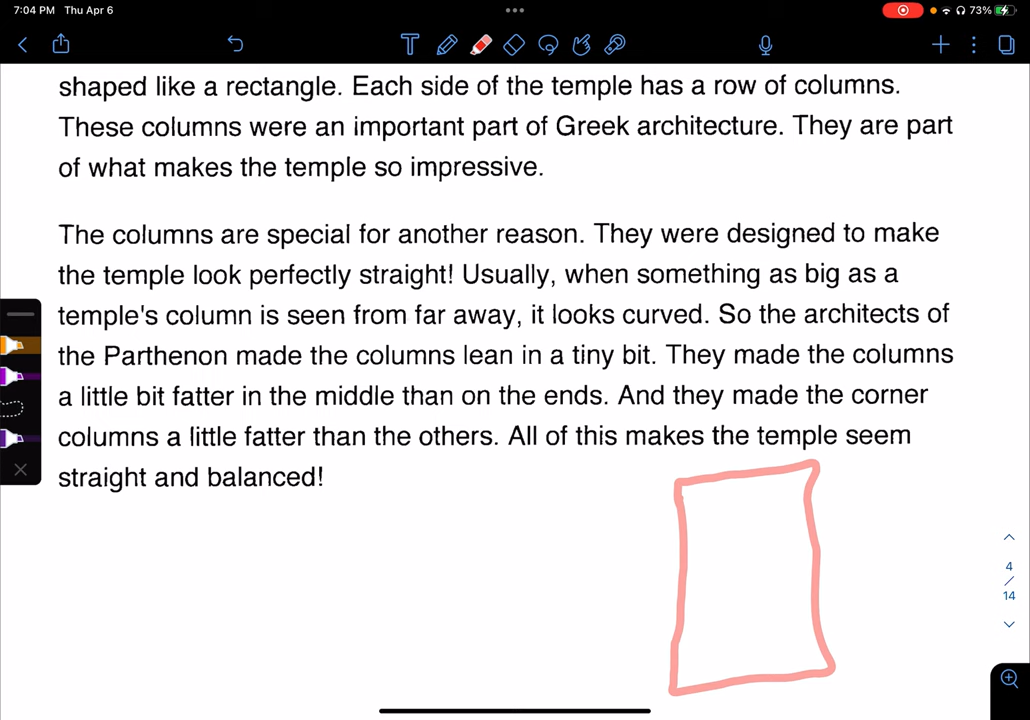 7:04 PM Thu Apr 6
73%
T
shaped like a rectangle. Each side of the temple has a row of columns.
These columns were an important part of Greek architecture. They are part
of what makes the temple so impressive.
The columns are special for another reason. They were designed to make
the temple look perfectly straight! Usually, when something as big as a
temple's column is seen from far away, it looks curved. So the architects of
the Parthenon made the columns lean in a tiny bit. They made the columns
a little bit fatter in the middle than on the ends. And they made the corner
columns a little fatter than the others. All of this makes the temple seem
straight and balanced!
4
/
14